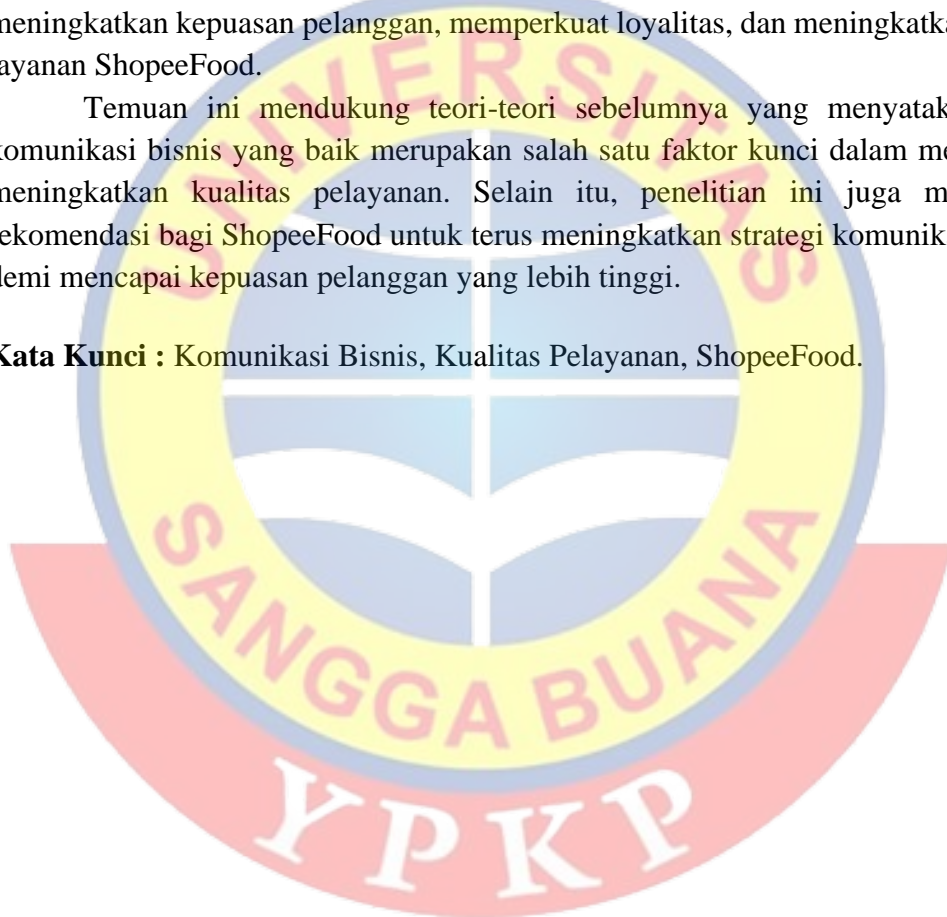 meningkatkan kepuasan pelanggan, memperkuat loyalitas, dan meningkatka
ayanan ShopeeFood.
Temuan ini mendukung teori-teori sebelumnya yang menyatak
komunikasi bisnis yang baik merupakan salah satu faktor kunci dalam me
meningkatkan kualitas pelayanan. Selain itu, penelitian ini juga m
ekomendasi bagi ShopeeFood untuk terus meningkatkan strategi komunik
demi mencapai kepuasan pelanggan yang lebih tinggi.
Kata Kunci : Komunikasi Bisnis, Kualitas Pelayanan, ShopeeFood.
UNIVERSITAS
SANGGA BUANA
YPKP